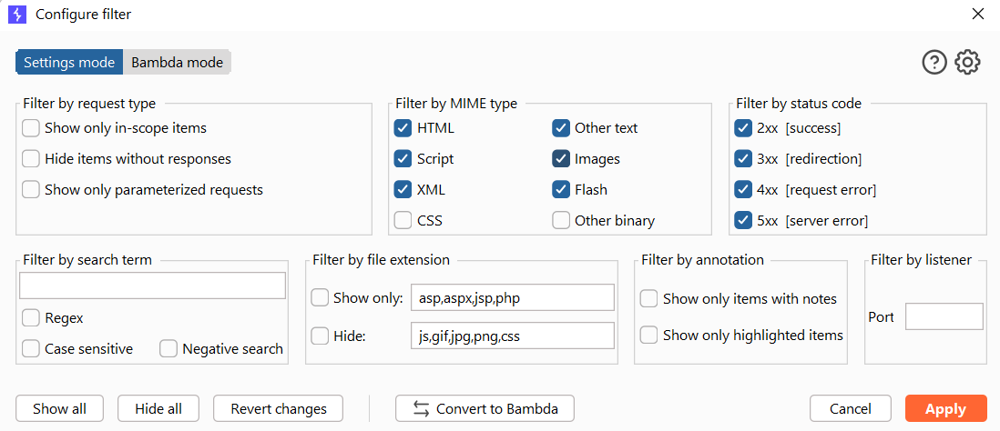 Configure filter
Settings mode Bambda mode
Filter by request type
Show only in-scope items
Hide items without responses
Show only parameterized requests
Filter by MIME type
HTML Other text
Script Images
XML Flash
CSS Other binary
Filter by status code
2xx [success]
3xx [redirection]
4xx [request error]
5xx [server error]
Filter by search term
Regex
Case sensitive Negative search
Filter by file extension
Show only: asp,aspx,jsp,php
Hide: js,gif,jpg,png,css
Filter by annotation
Show only items with notes
Show only highlighted items
Filter by listener
Port
Show all Hide all Revert changes Convert to Bambda Cancel Apply